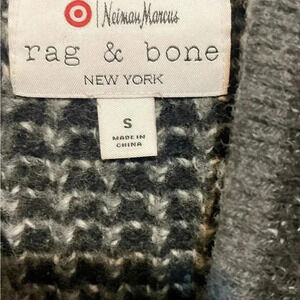 Neiman Marcus
rag & bone
NEW YORK
S
MADE IN
CHINA